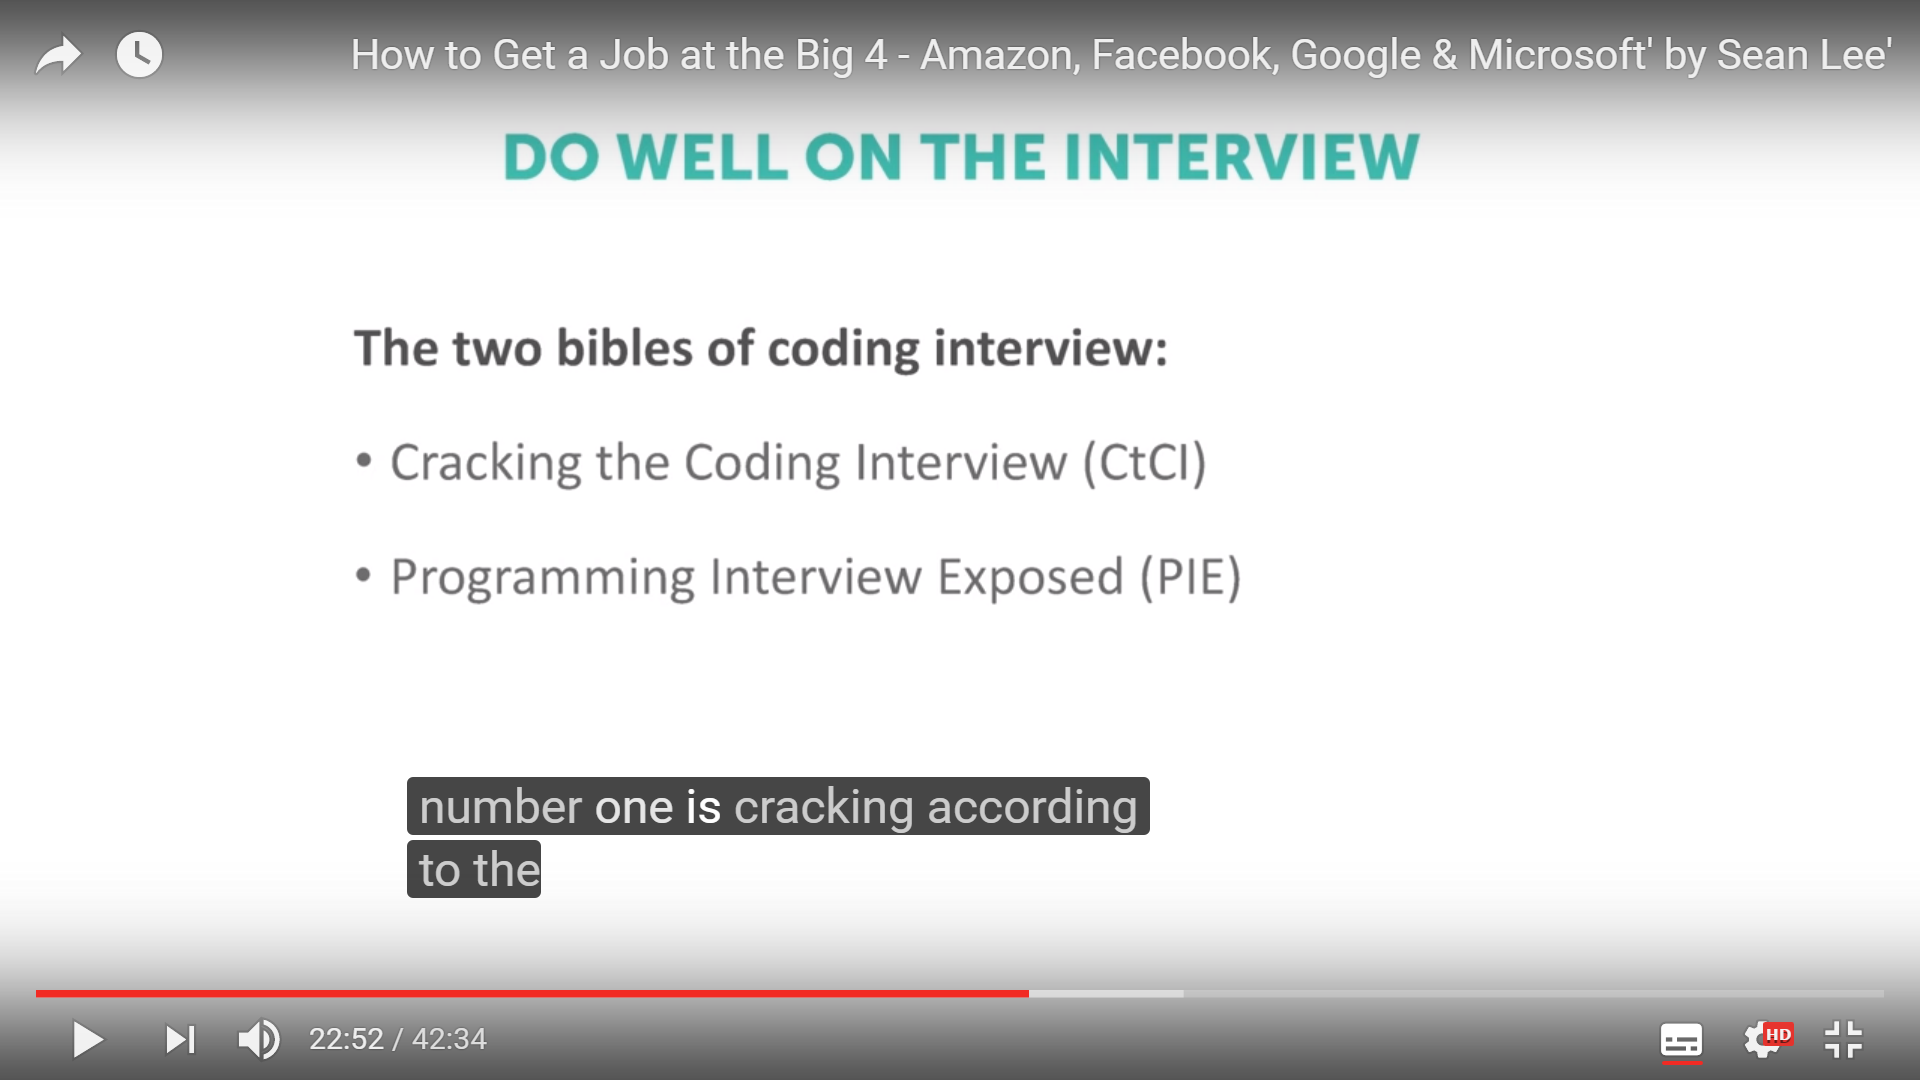 How to Get a Job at the Big 4 - Amazon, Facebook, Google & Microsoft' by Sean Lee'
DO WELL ON THE INTERVIEW
The two bibles of coding interview:
• Cracking the Coding Interview (CtCI)
• Programming Interview Exposed (PIE)
number one is cracking according
to the
22:52 / 42:34
HD